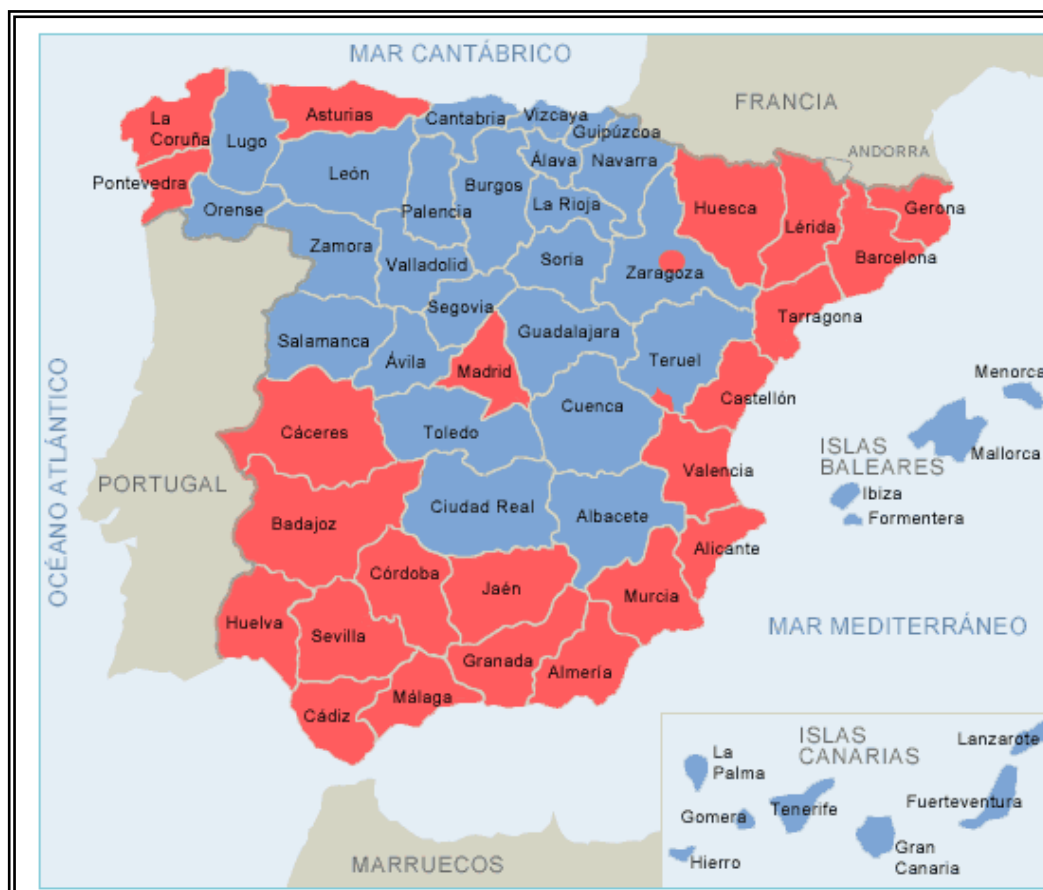 MAR CANTÁBRICO
FRANCIA
ANDORRA
La
Coruña
Lugo
Asturias
Cantabria
Vizcaya
Guipúzcoa
Pontevedra
Orense
León
Palencia
Burgos
Álava
Navarra
La Rioja
Huesca
Lérida
Gerona
Barcelona
Zamora
Valladolid
Soria
Zaragoza
Tarragona
Segovia
Salamanca
Ávila
Madrid
Guadalajara
Teruel
Castellón
Menorca
Mallorca
ISLAS
BALEARES
Ibiza
Formentera
OCÉANO ATLÁNTICO
PORTUGAL
Cáceres
Toledo
Cuenca
Valencia
Badajoz
Ciudad Real
Albacete
Alicante
Córdoba
Jaén
Murcia
Huelva
Sevilla
Granada
Almería
Málaga
Cádiz
MAR MEDITERRÁNEO
MARRUECOS
ISLAS
CANARIAS
Lanzarote
La
Palma
Gomera
Tenerife
Fuerteventura
Hierro
Gran
Canaria